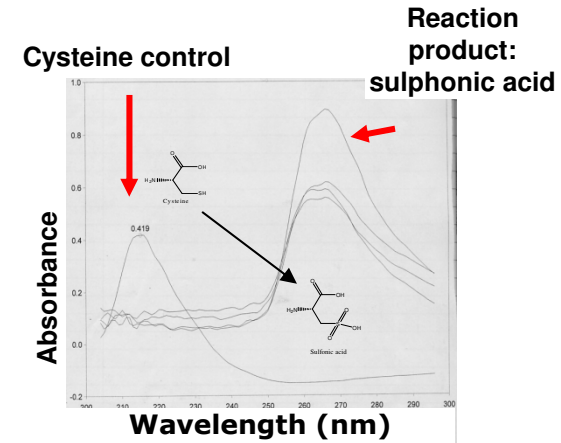 Cysteine control
Reaction
product:
sulphonic acid
1.0
0.8
0.6
0.4
0.2
0.0
-0.2
0.419
O
OH
H₂N
SH
Cysteine
O
OH
H₂N
O
S
OH
O
Sulfonic acid
Absorbance
200 210 220 230 240 250 260 270 280 290 300
Wavelength (nm)